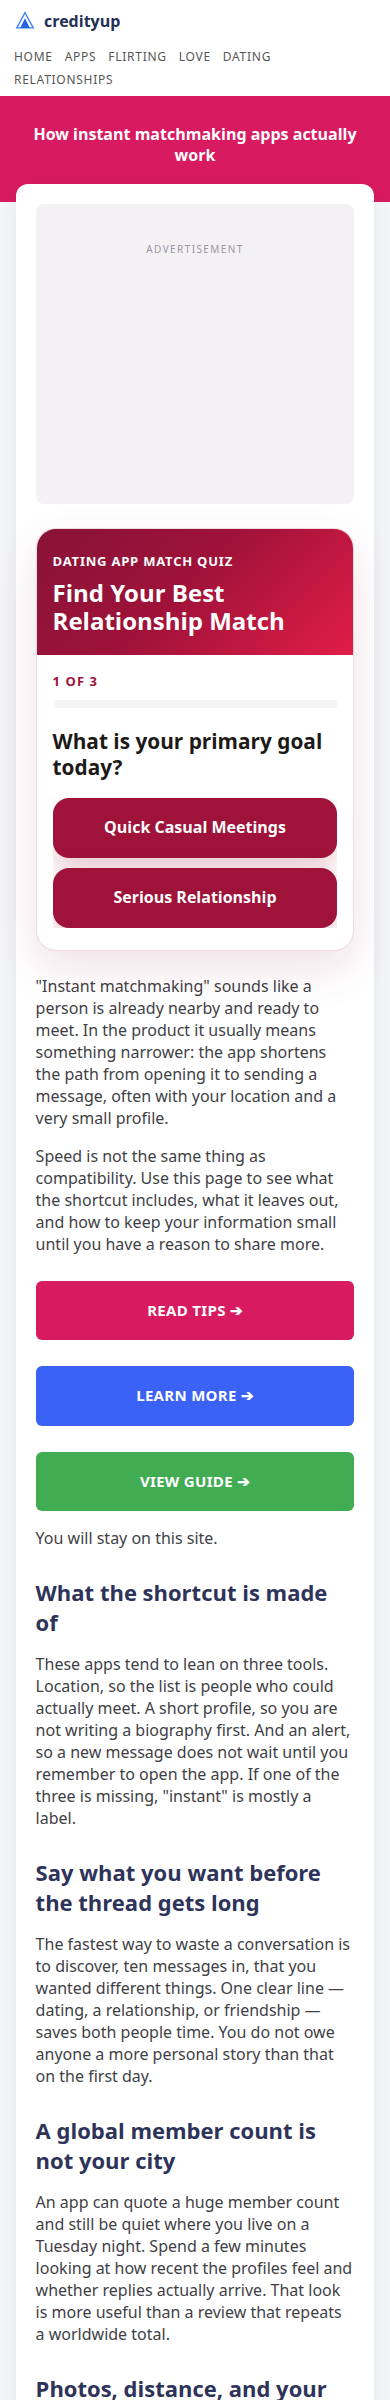 credityup
HOME APPS FLIRTING LOVE DATING
RELATIONSHIPS
How instant matchmaking apps actually
work
ADVERTISEMENT
DATING APP MATCH QUIZ
Find Your Best
Relationship Match
1 OF 3
What is your primary goal
today?
Quick Casual Meetings
Serious Relationship
"Instant matchmaking" sounds like a
person is already nearby and ready to
meet. In the product it usually means
something narrower: the app shortens
the path from opening it to sending a
message, often with your location and a
very small profile.
Speed is not the same thing as
compatibility. Use this page to see what
the shortcut includes, what it leaves out,
and how to keep your information small
until you have a reason to share more.
READ TIPS ➔
LEARN MORE ➔
VIEW GUIDE ➔
You will stay on this site.
What the shortcut is made
of
These apps tend to lean on three tools.
Location, so the list is people who could
actually meet. A short profile, so you are
not writing a biography first. And an alert,
so a new message does not wait until you
remember to open the app. If one of the
three is missing, "instant" is mostly a
label.
Say what you want before
the thread gets long
The fastest way to waste a conversation is
to discover, ten messages in, that you
wanted different things. One clear line —
dating, a relationship, or friendship —
saves both people time. You do not owe
anyone a more personal story than that
on the first day.
A global member count is
not your city
An app can quote a huge member count
and still be quiet where you live on a
Tuesday night. Spend a few minutes
looking at how recent the profiles feel and
whether replies actually arrive. That look
is more useful than a review that repeats
a worldwide total.
Photos, distance, and your